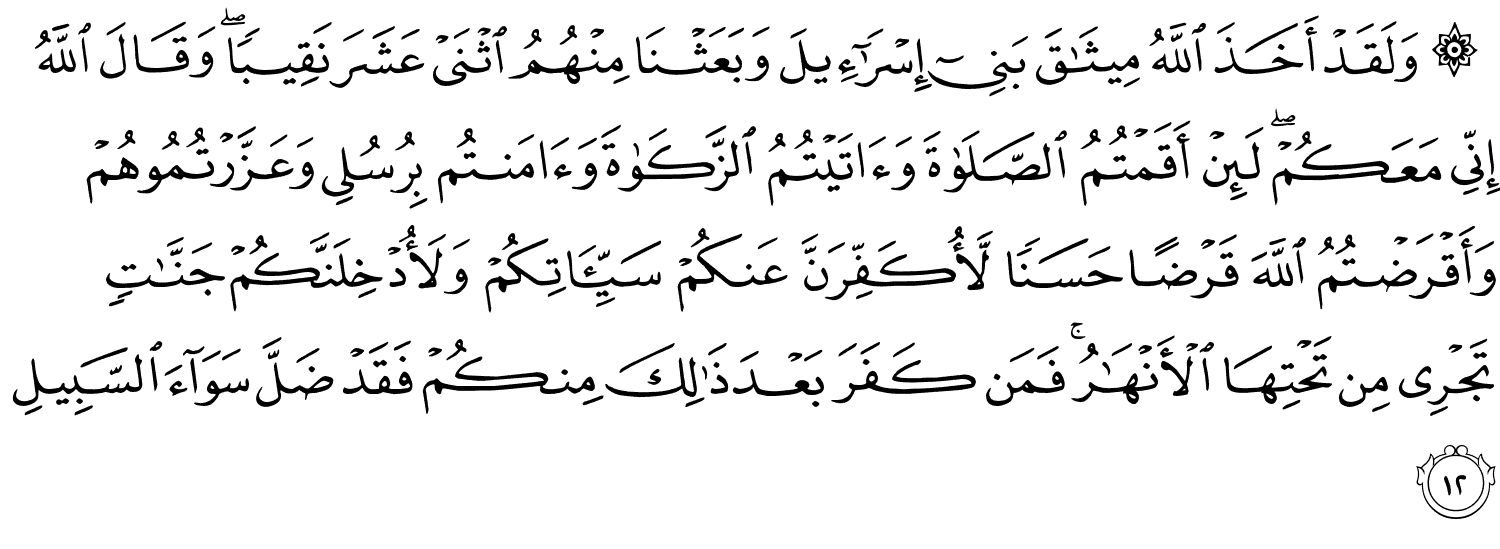 ۞ وَلَقَدْ أَخَذَ ٱللَّهُ مِيثَـٰقَ بَنِىٓ إِسْرَٰٓءِيلَ وَبَعَثْنَا مِنْهُمُ ٱثْنَىْ عَشَرَ نَقِيبًا ۖ وَقَالَ ٱللَّهُ
إِنِّى مَعَكُمْ ۖ لَئِنْ أَقَمْتُمُ ٱلصَّلَوٰةَ وَءَاتَيْتُمُ ٱلزَّكَوٰةَ وَءَامَنتُم بِرُسُلِى وَعَزَّرْتُمُوهُمْ
وَأَقْرَضْتُمُ ٱللَّهَ قَرْضًا حَسَنًا لَّأُكَفِّرَنَّ عَنكُمْ سَيِّـَٔاتِكُمْ وَلَأُدْخِلَنَّكُمْ جَنَّـٰتٍ
تَجْرِى مِن تَحْتِهَا ٱلْأَنْهَـٰرُ ۚ فَمَن كَفَرَ بَعْدَ ذَٰلِكَ مِنكُمْ فَقَدْ ضَلَّ سَوَآءَ ٱلسَّبِيلِ
١٢